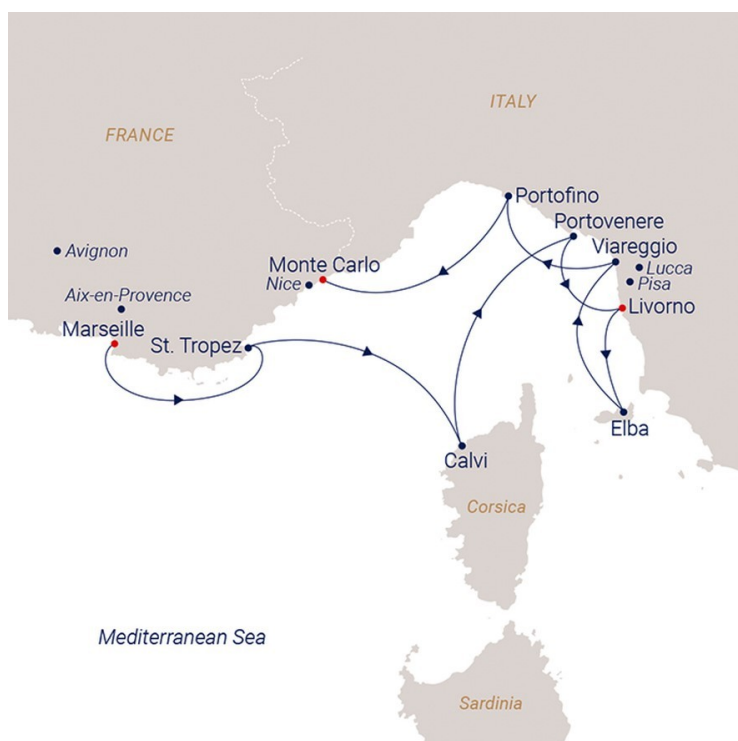 ITALY
FRANCE
Portofino
Portovenere
Viareggio
Avignon
Monte Carlo
Lucca
Nice
Pisa
Aix-en-Provence
Livorno
Marseille
St. Tropez
Elba
Calvi
Corsica
Mediterranean Sea
Sardinia